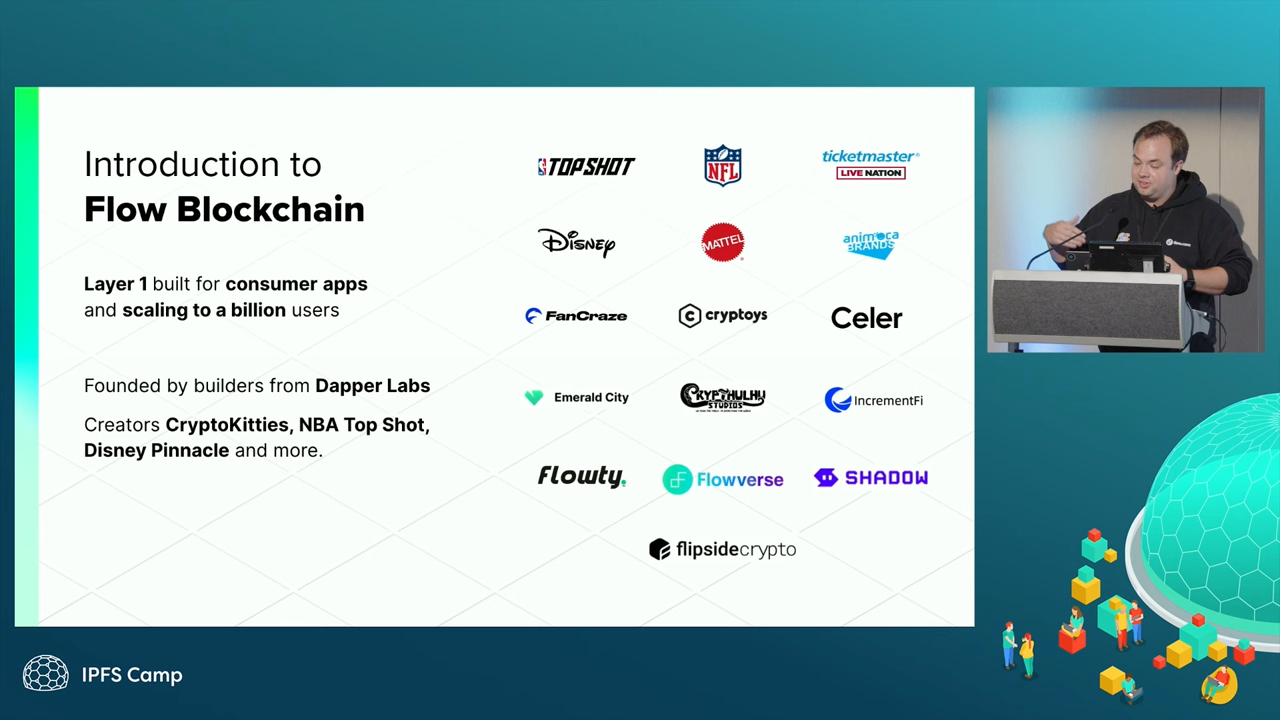 Introduction to
Flow Blockchain
Layer 1 built for consumer apps
and scaling to a billion users
Founded by builders from Dapper Labs
Creators CryptoKitties, NBA Top Shot,
Disney Pinnacle and more.
TOPSHOT
NFL
ticketmaster®
LIVE NATION
Disney
MATTEL
animoca
BRANDS
FanCraze
cryptoys
Celer
Emerald City
CRYPTHULHU
STUDIOS
IncrementFi
Flowty.
Flowverse
SHADOW
flipsidecrypto
IPFS Camp